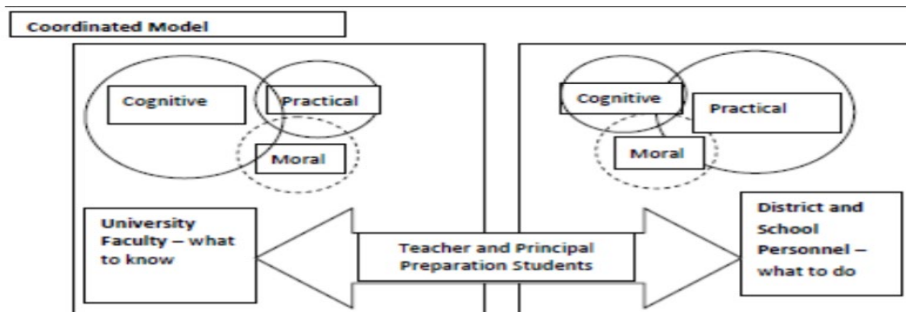 Coordinated Model
Cognitive
Practical
Moral
Cognitive
Practical
Moral
University
Faculty – what
to know
Teacher and Principal
Preparation Students
District and
School
Personnel –
what to do